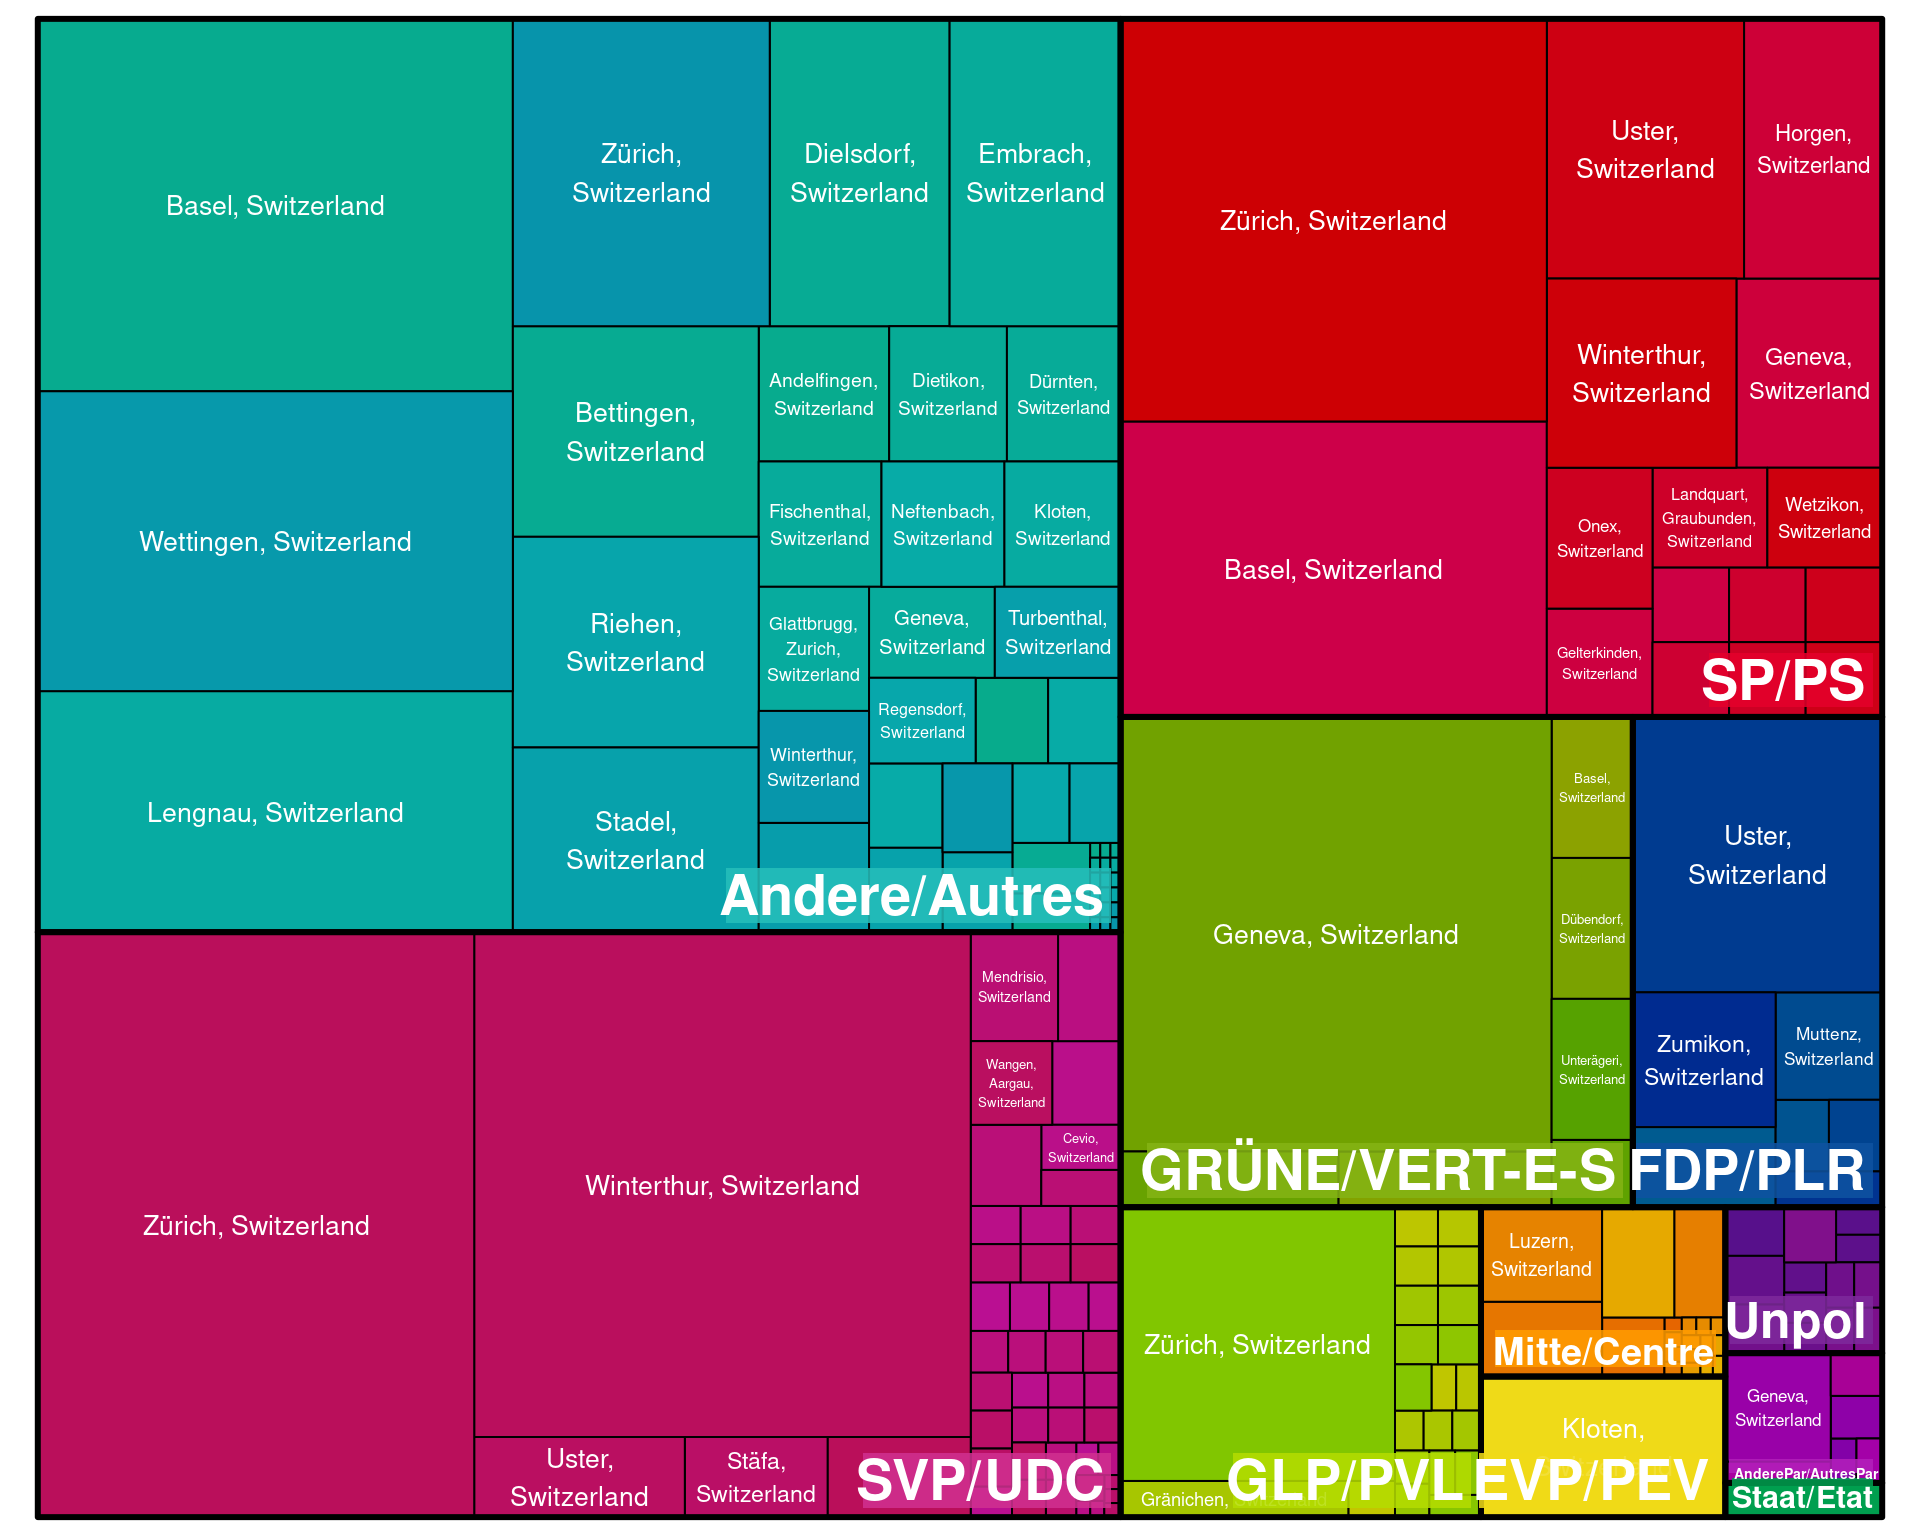 Basel, Switzerland
Zürich,
Switzerland
Dielsdorf,
Switzerland
Embrach,
Switzerland
Wettingen, Switzerland
Lengnau, Switzerland
Bettingen,
Switzerland
Riehen,
Switzerland
Stadel,
Switzerland
Andelfingen,
Switzerland
Dietikon,
Switzerland
Dürnten,
Switzerland
Fischenthal,
Switzerland
Neftenbach,
Switzerland
Kloten,
Switzerland
Glattbrugg,
Zurich,
Switzerland
Geneva,
Switzerland
Turbenthal,
Switzerland
Regensdorf,
Switzerland
Winterthur,
Switzerland
Andere/Autres
Zürich, Switzerland
Winterthur, Switzerland
Uster,
Switzerland
Stäfa,
Switzerland
Mendrisio,
Switzerland
Wangen,
Aargau,
Switzerland
Cevio,
Switzerland
SVP/UDC
Zürich, Switzerland
Basel, Switzerland
Uster,
Switzerland
Horgen,
Switzerland
Winterthur,
Switzerland
Geneva,
Switzerland
Onex,
Switzerland
Landquart,
Graubunden,
Switzerland
Wetzikon,
Switzerland
Gelterkinden,
Switzerland
SP/PS
Geneva, Switzerland
Basel,
Switzerland
Dübendorf,
Switzerland
Unterägeri,
Switzerland
GRÜNE/VERT-E-S
Uster,
Switzerland
Zumikon,
Switzerland
Muttenz,
Switzerland
FDP/PLR
Zürich, Switzerland
Gränichen, Switzerland
GLP/PVL
Luzern,
Switzerland
Mitte/Centre
Kloten,
EVP/PEV
Unpol
Geneva,
Switzerland
AnderePar/AutresPar
Staat/Etat